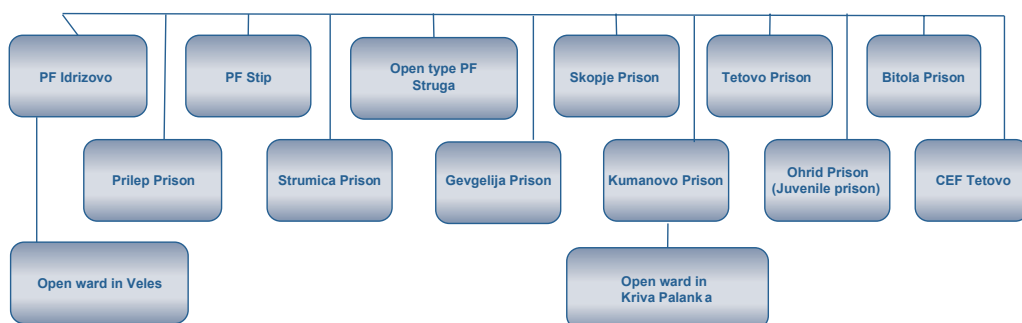 PF Idrizovo
PF Stip
Open type PF
Struga
Skopje Prison
Tetovo Prison
Bitola Prison
Prilep Prison
Strumica Prison
Gevgelija Prison
Kumanovo Prison
Ohrid Prison
(Juvenile prison)
CEF Tetovo
Open ward in Veles
Open ward in
Kriva Palanka